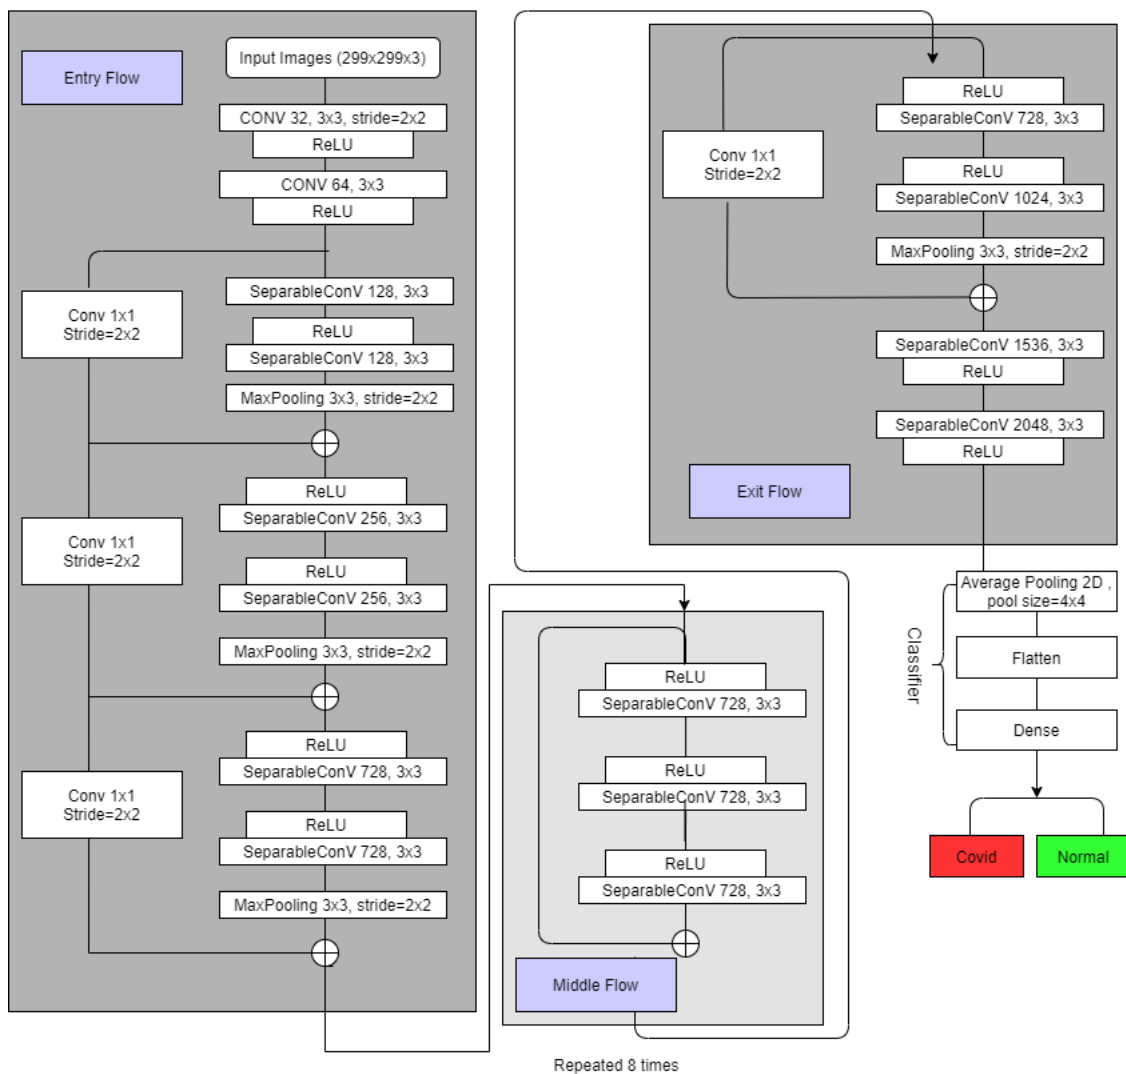 Entry Flow
Input Images (299x299x3)
CONV 32, 3x3, stride=2x2
ReLU
CONV 64, 3x3
ReLU
Conv 1x1
Stride=2x2
SeparableConV 128, 3x3
ReLU
SeparableConV 128, 3x3
MaxPooling 3x3, stride=2x2
Conv 1x1
Stride=2x2
ReLU
SeparableConV 256, 3x3
ReLU
SeparableConV 256, 3x3
MaxPooling 3x3, stride=2x2
Conv 1x1
Stride=2x2
ReLU
SeparableConV 728, 3x3
ReLU
SeparableConV 728, 3x3
MaxPooling 3x3, stride=2x2
ReLU
SeparableConV 728, 3x3
ReLU
SeparableConV 728, 3x3
ReLU
SeparableConV 728, 3x3
Middle Flow
Repeated 8 times
Conv 1x1
Stride=2x2
ReLU
SeparableConV 728, 3x3
ReLU
SeparableConV 1024, 3x3
MaxPooling 3x3, stride=2x2
SeparableConV 1536, 3x3
ReLU
SeparableConV 2048, 3x3
ReLU
Exit Flow
Classifier
Average Pooling 2D ,
pool size=4x4
Flatten
Dense
Covid
Normal